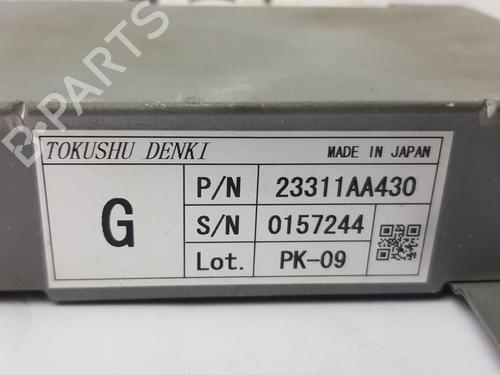 B-PARTS
TOKUSHU DENKI MADE IN JAPAN
G
P/N 23311AA430
S/N 0157244
Lot. PK-09